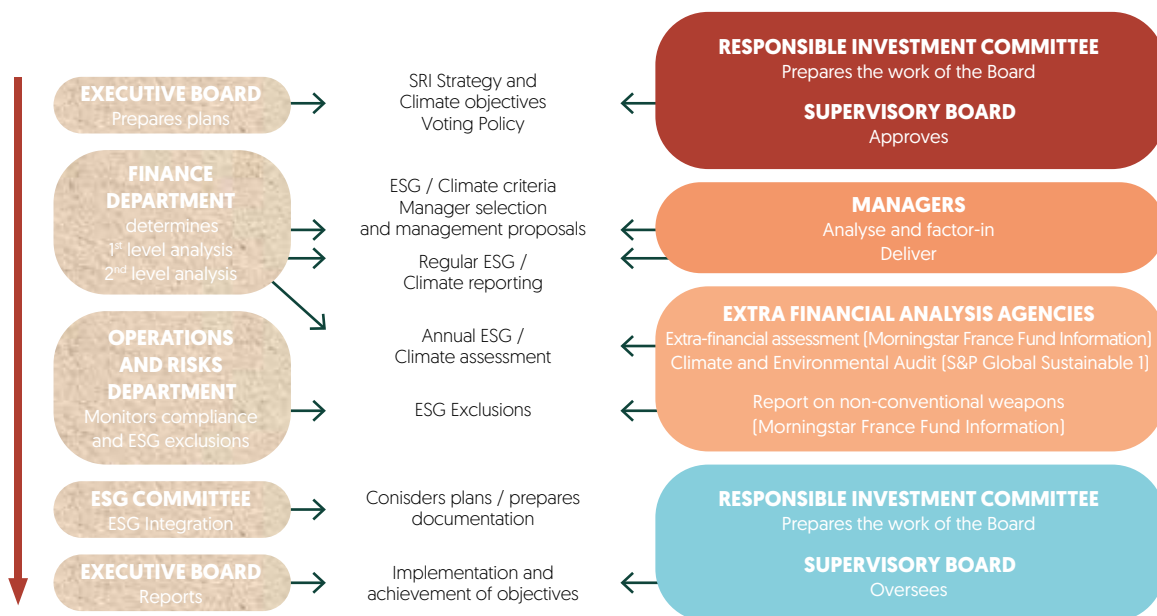 EXECUTIVE BOARD
Prepares plans
SRI Strategy and
Climate objectives
Voting Policy
RESPONSIBLE INVESTMENT COMMITTEE
Prepares the work of the Board
SUPERVISORY BOARD
Approves
FINANCE
DEPARTMENT
determines
1st level analysis
2nd level analysis
ESG / Climate criteria
Manager selection
and management proposals
Regular ESG /
Climate reporting
MANAGERS
Analyse and factor-in
Deliver
OPERATIONS
AND RISKS
DEPARTMENT
Monitors compliance
and ESG exclusions
Annual ESG /
Climate assessment
ESG Exclusions
EXTRA FINANCIAL ANALYSIS AGENCIES
Extra-financial assessment (Morningstar France Fund Information)
Climate and Environmental Audit (S&P Global Sustainable 1)
Report on non-conventional weapons
(Morningstar France Fund Information)
ESG COMMITTEE
ESG Integration
Conisders plans / prepares
documentation
RESPONSIBLE INVESTMENT COMMITTEE
Prepares the work of the Board
SUPERVISORY BOARD
Oversees
EXECUTIVE BOARD
Reports
Implementation and
achievement of objectives